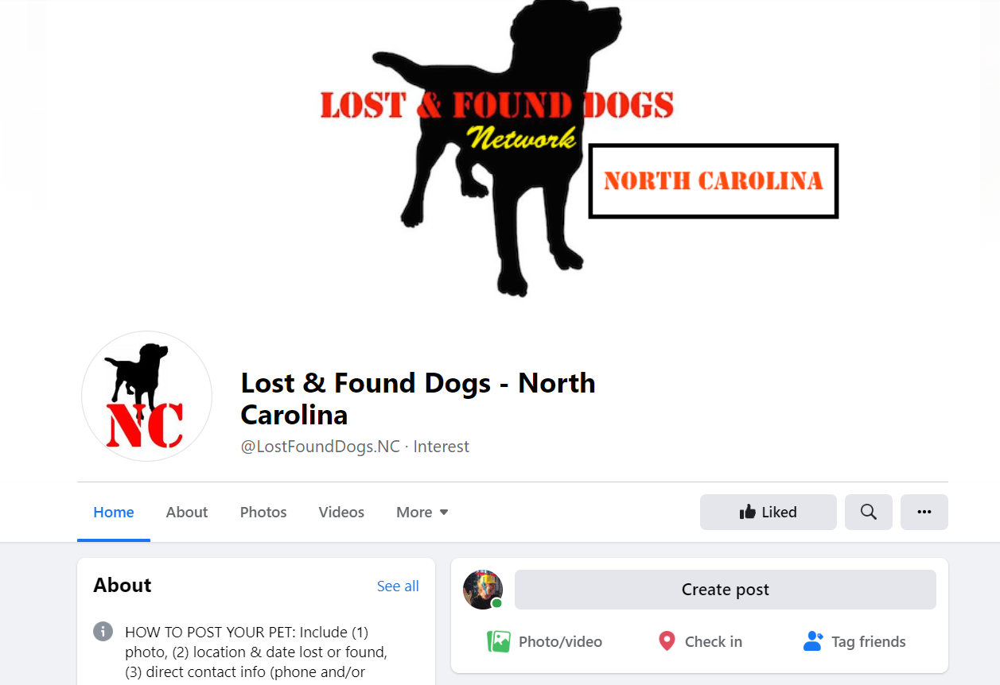 LOST & FOUND DOGS
Network
NORTH CAROLINA
NC
Lost & Found Dogs - North
Carolina
@LostFoundDogs.NC · Interest
Home
About
Photos
Videos
More
Liked
About
See all
HOW TO POST YOUR PET: Include (1)
photo, (2) location & date lost or found,
(3) direct contact info (phone and/or
Create post
Photo/video
Check in
Tag friends